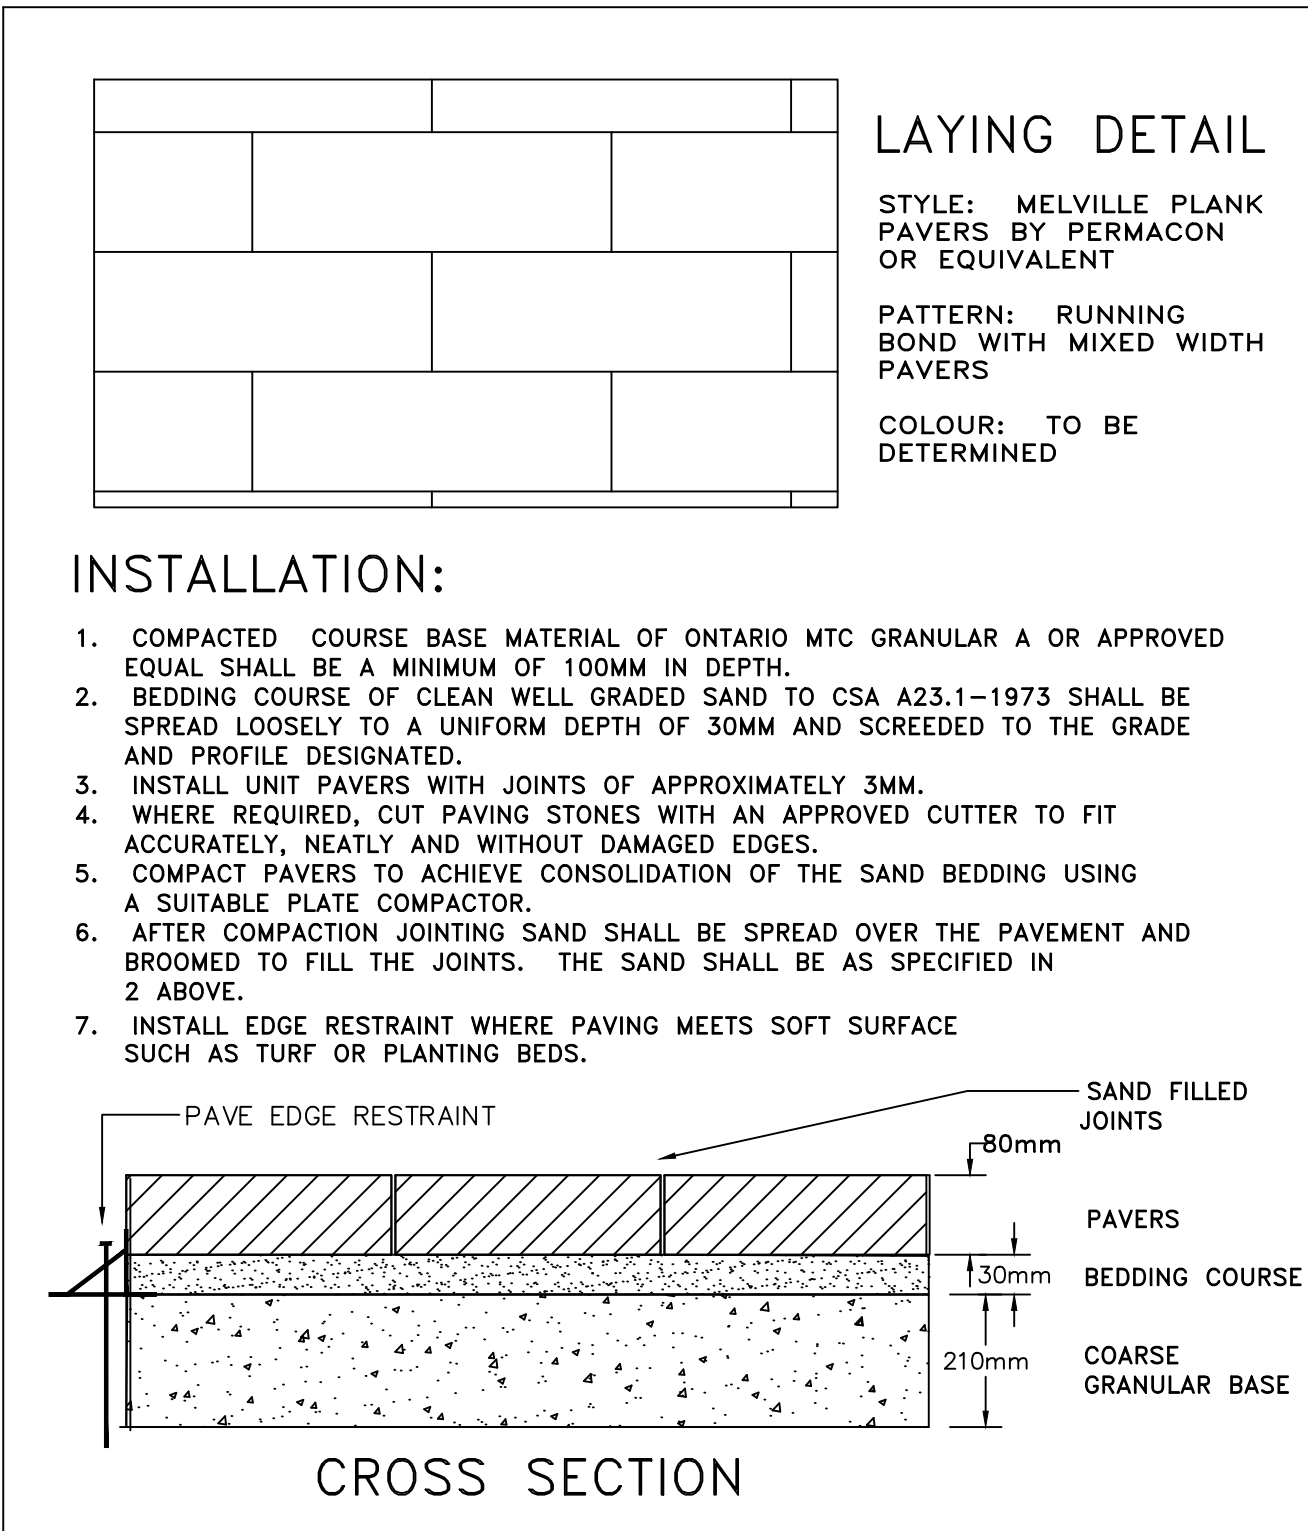 LAYING DETAIL
STYLE: MELVILLE PLANK
PAVERS BY PERMACON
OR EQUIVALENT
PATTERN: RUNNING
BOND WITH MIXED WIDTH
PAVERS
COLOUR: TO BE
DETERMINED
INSTALLATION:
1. COMPACTED COURSE BASE MATERIAL OF ONTARIO MTC GRANULAR A OR APPROVED
EQUAL SHALL BE A MINIMUM OF 100MM IN DEPTH.
2. BEDDING COURSE OF CLEAN WELL GRADED SAND TO CSA A23.1-1973 SHALL BE
SPREAD LOOSELY TO A UNIFORM DEPTH OF 30MM AND SCREEDED TO THE GRADE
AND PROFILE DESIGNATED.
3. INSTALL UNIT PAVERS WITH JOINTS OF APPROXIMATELY 3MM.
4. WHERE REQUIRED, CUT PAVING STONES WITH AN APPROVED CUTTER TO FIT
ACCURATELY, NEATLY AND WITHOUT DAMAGED EDGES.
5. COMPACT PAVERS TO ACHIEVE CONSOLIDATION OF THE SAND BEDDING USING
A SUITABLE PLATE COMPACTOR.
6. AFTER COMPACTION JOINTING SAND SHALL BE SPREAD OVER THE PAVEMENT AND
BROOMED TO FILL THE JOINTS. THE SAND SHALL BE AS SPECIFIED IN
2 ABOVE.
7. INSTALL EDGE RESTRAINT WHERE PAVING MEETS SOFT SURFACE
SUCH AS TURF OR PLANTING BEDS.
PAVE EDGE RESTRAINT
SAND FILLED
JOINTS
80mm
PAVERS
30mm
BEDDING COURSE
210mm
COARSE
GRANULAR BASE
CROSS SECTION